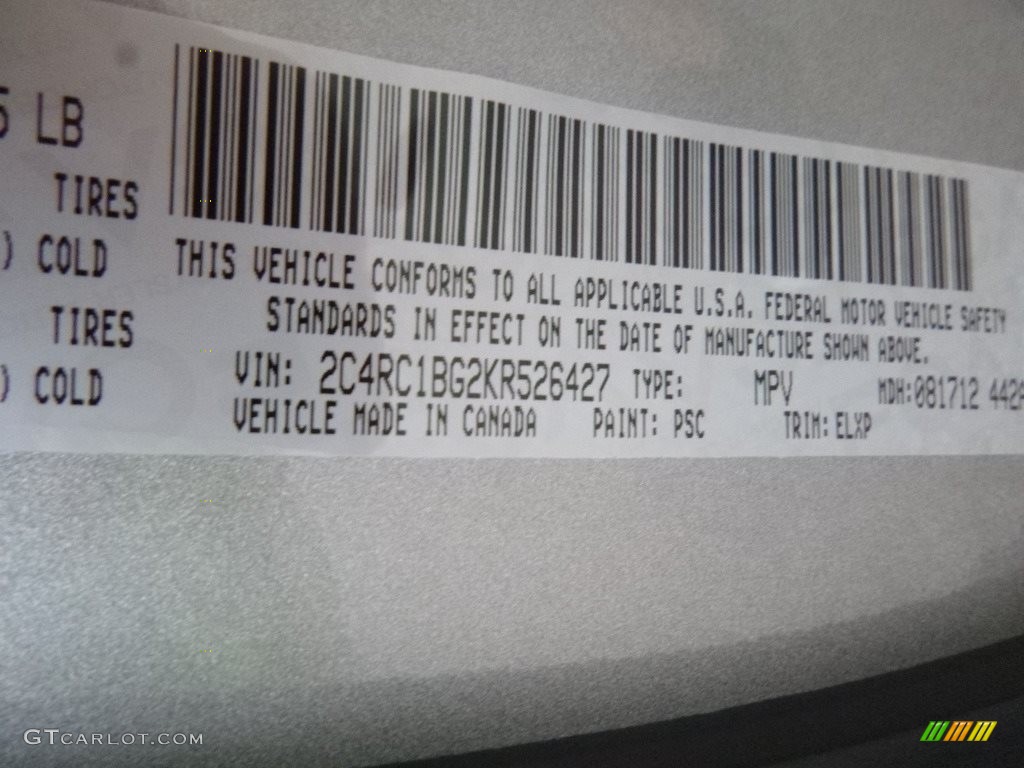 5 LB
TIRES
) COLD
TIRES
) COLD
THIS VEHICLE CONFORMS TO ALL APPLICABLE U.S.A. FEDERAL MOTOR VEHICLE SAFETY
STANDARDS IN EFFECT ON THE DATE OF MANUFACTURE SHOWN ABOVE.
VIN: 2C4RC1BG2KR526427 TYPE: MPV MDH:081712 442
VEHICLE MADE IN CANADA PAINT: PSC TRIM: ELXP
GTCARLOT.COM